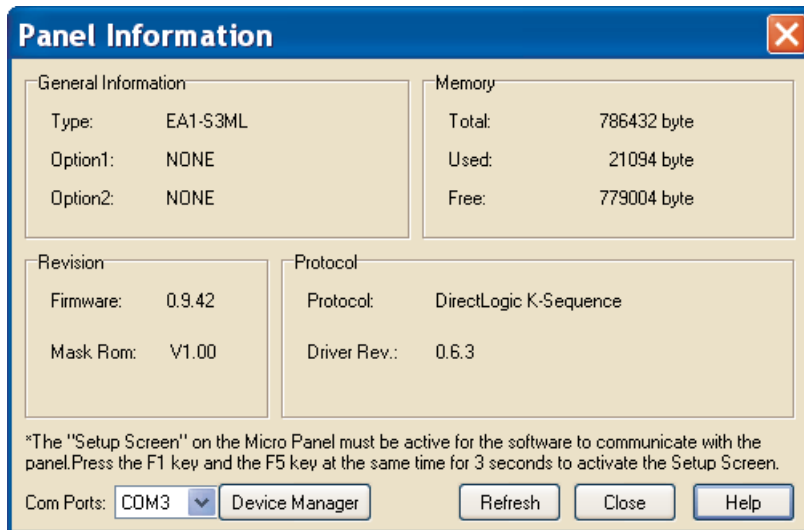 Panel Information
General Information
Type: EA1-S3ML
Option1: NONE
Option2: NONE
Memory
Total: 786432 byte
Used: 21094 byte
Free: 779004 byte
Revision
Firmware: 0.9.42
Mask Rom: V1.00
Protocol
Protocol: DirectLogic K-Sequence
Driver Rev.: 0.6.3
*The "Setup Screen" on the Micro Panel must be active for the software to communicate with the
panel.Press the F1 key and the F5 key at the same time for 3 seconds to activate the Setup Screen.
Com Ports: COM3 Device Manager Refresh Close Help